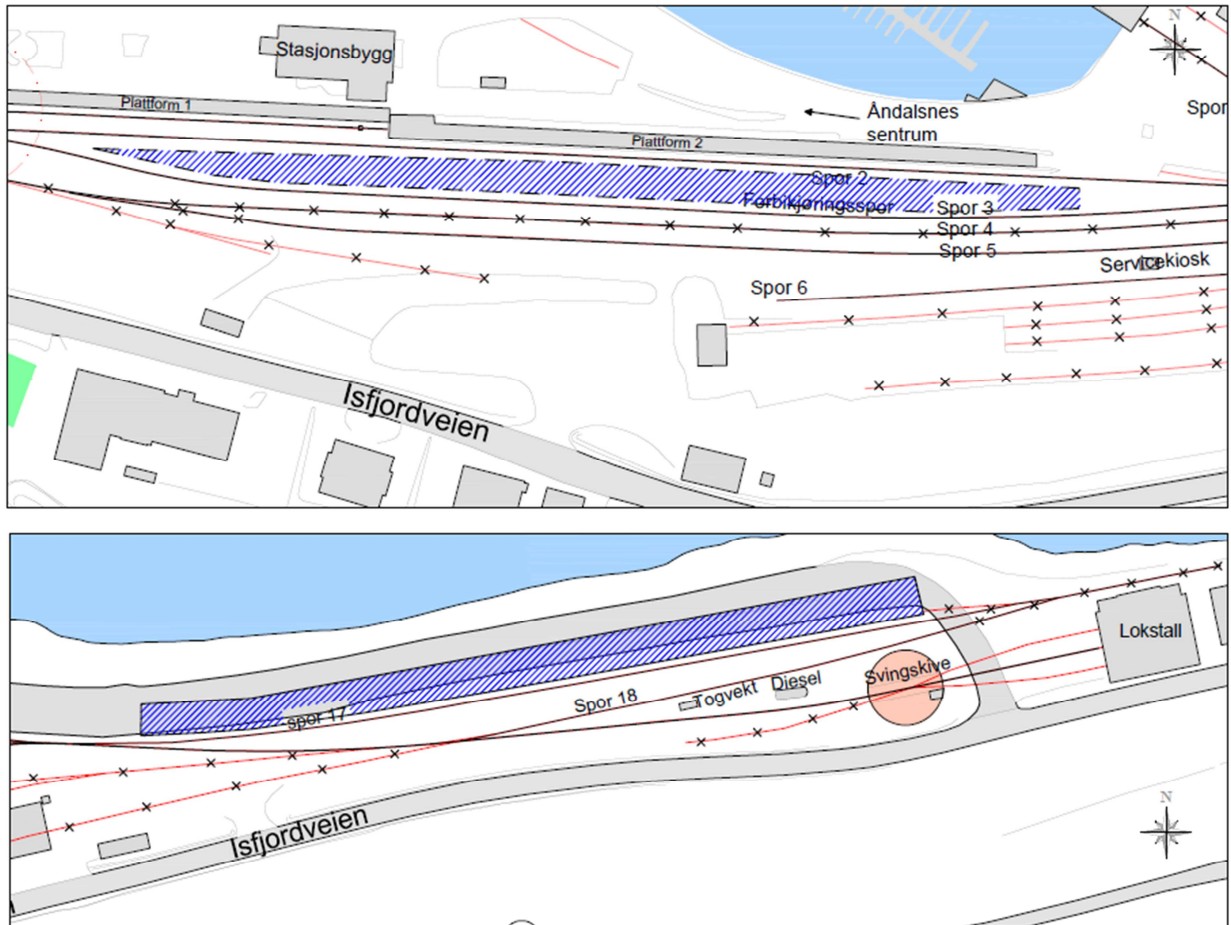 Stasjonsbygg
N
Plattform 1
Åndalsnes
sentrum
Spor
Plattform 2
Spor 2
Forbikjøringsspor
Spor 3
Spor 4
Spor 5
Servicekiosk
Spor 6
Isfjordveien
Lokstall
Svingskive
Diesel
Togvekt
Spor 18
spor 17
Isfjordveien
N